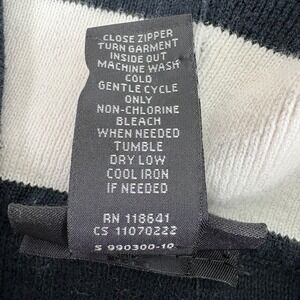 CLOSE ZIPPER
TURN GARMENT
INSIDE OUT
MACHINE WASH
COLD
GENTLE CYCLE
ONLY
NON-CHLORINE
BLEACH
WHEN NEEDED
TUMBLE
DRY LOW
COOL IRON
IF NEEDED
RN 118641
CS 11070222
S 990300-10